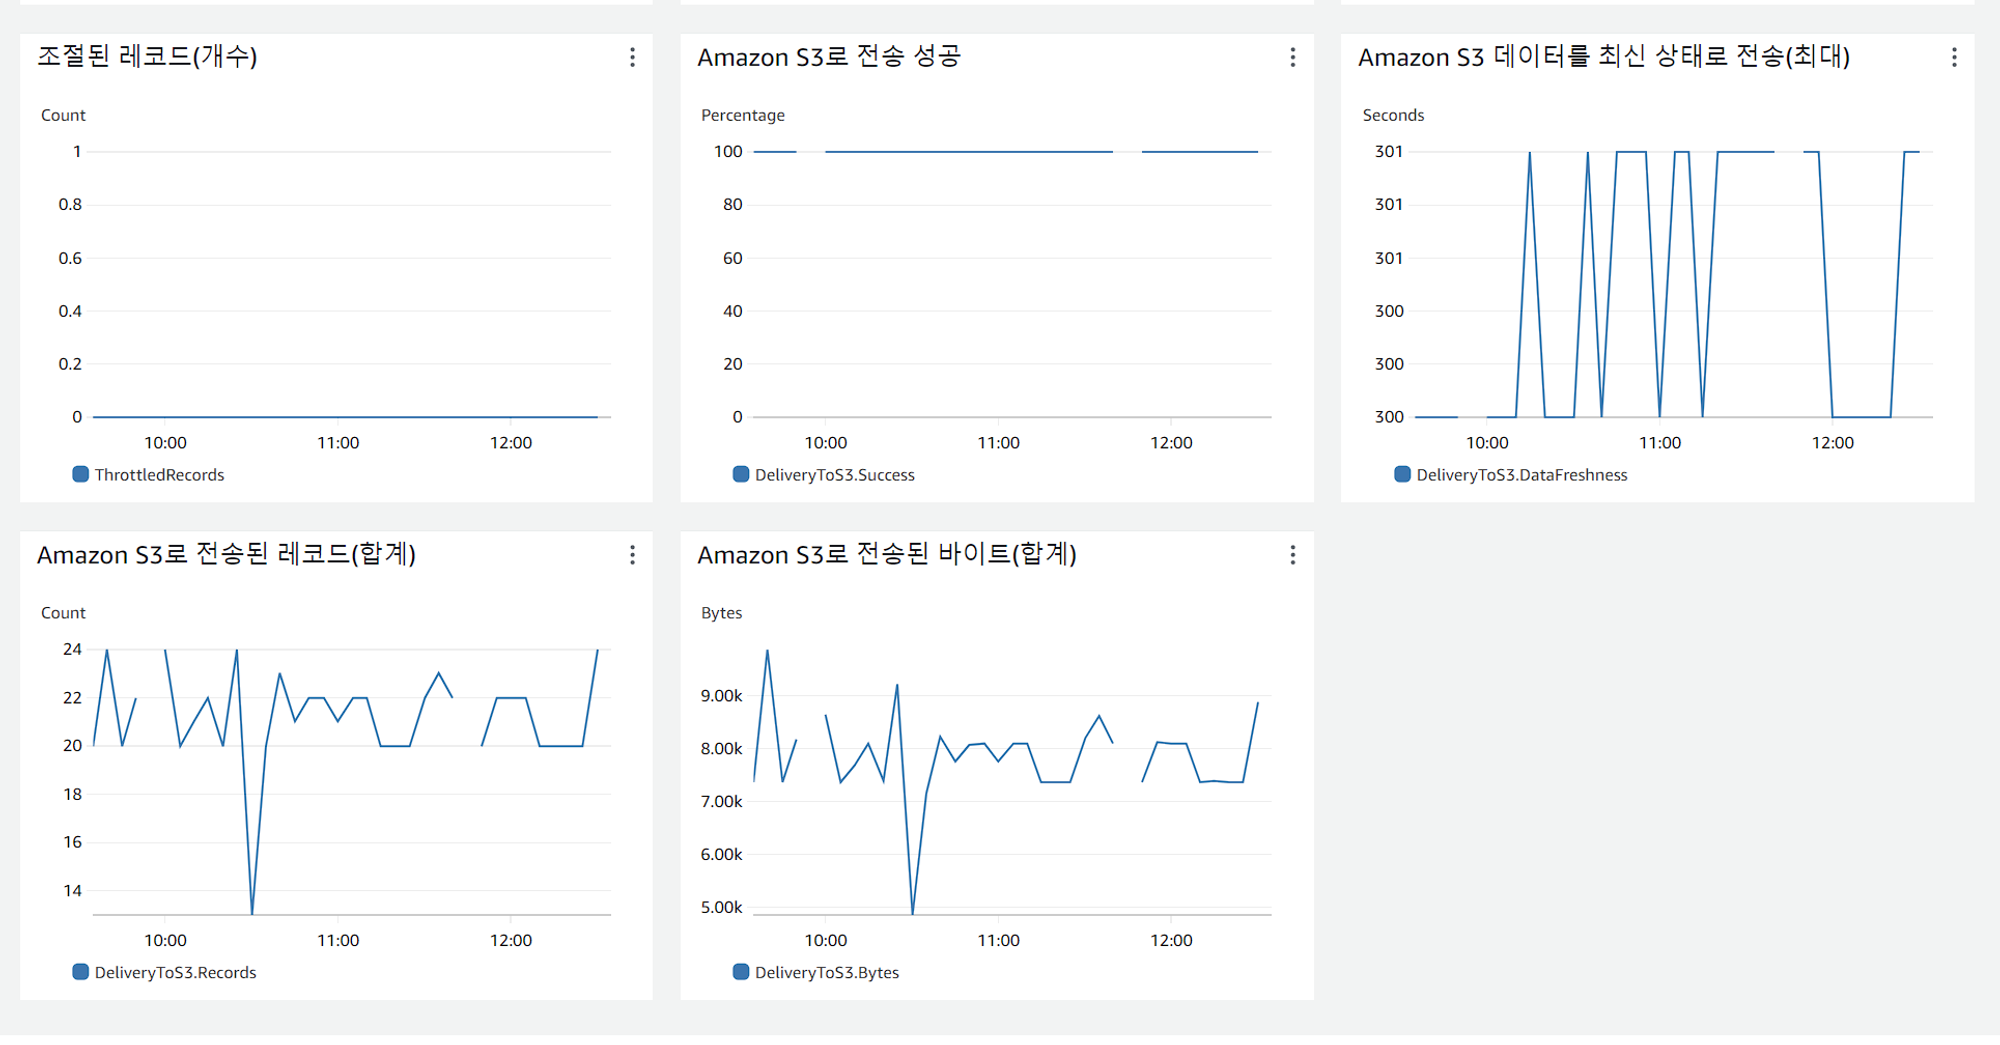 조절된 레코드(개수)
Count
1
0.8
0.6
0.4
0.2
0
10:00 11:00 12:00
ThrottledRecords
Amazon S3로 전송 성공
Percentage
100
80
60
40
20
0
10:00 11:00 12:00
DeliveryToS3.Success
Amazon S3 데이터를 최신 상태로 전송(최대)
Seconds
301
301
301
300
300
300
10:00 11:00 12:00
DeliveryToS3.DataFreshness
Amazon S3로 전송된 레코드(합계)
Count
24
22
20
18
16
14
10:00 11:00 12:00
DeliveryToS3.Records
Amazon S3로 전송된 바이트(합계)
Bytes
9.00k
8.00k
7.00k
6.00k
5.00k
10:00 11:00 12:00
DeliveryToS3.Bytes